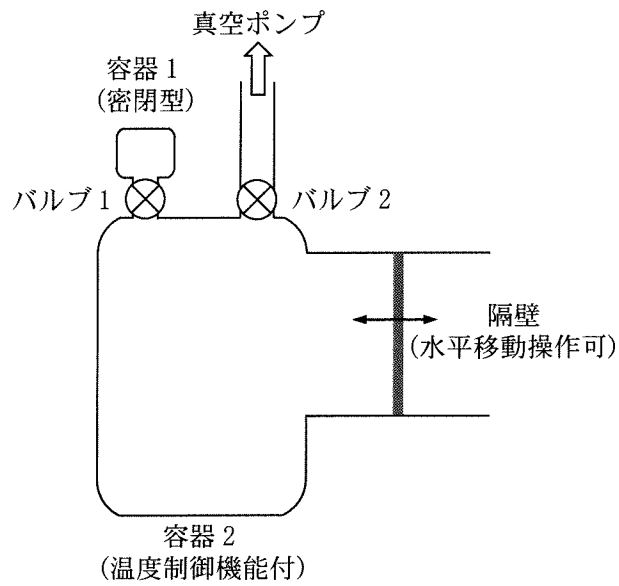 真空ポンプ
容器 1
(密閉型)
バルブ 1
バルブ 2
隔壁
(水平移動操作可)
容器 2
(温度制御機能付)